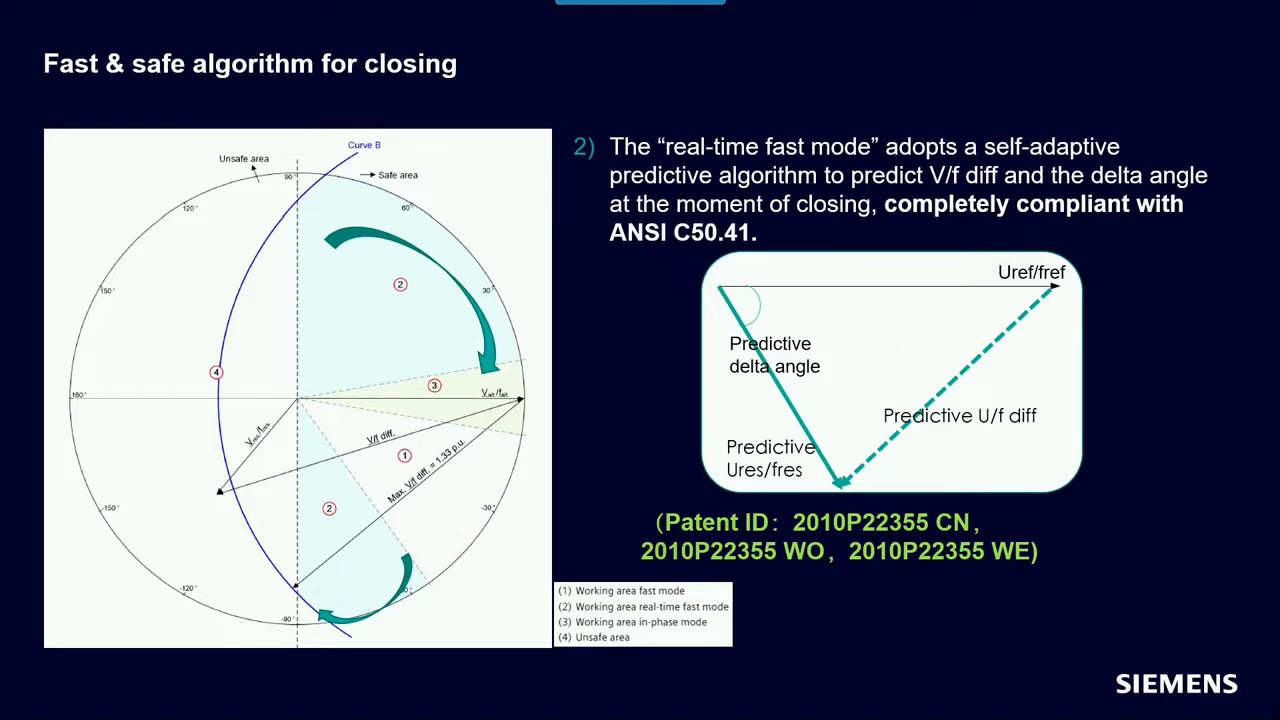 Fast & safe algorithm for closing
Curve B
Unsafe area
Safe area
90°
120°
60°
150°
30°
180°
-150°
-30°
-120°
-90°
2
3
4
1
2
Valt/falt
Vres/fres
V/f diff.
Max. V/f diff. = 1.33 p.u.
2) The “real-time fast mode” adopts a self-adaptive
predictive algorithm to predict V/f diff and the delta angle
at the moment of closing, completely compliant with
ANSI C50.41.
Uref/fref
Predictive
delta angle
Predictive U/f diff
Predictive
Ures/fres
（Patent ID：2010P22355 CN，
2010P22355 WO，2010P22355 WE)
(1) Working area fast mode
(2) Working area real-time fast mode
(3) Working area in-phase mode
(4) Unsafe area
SIEMENS